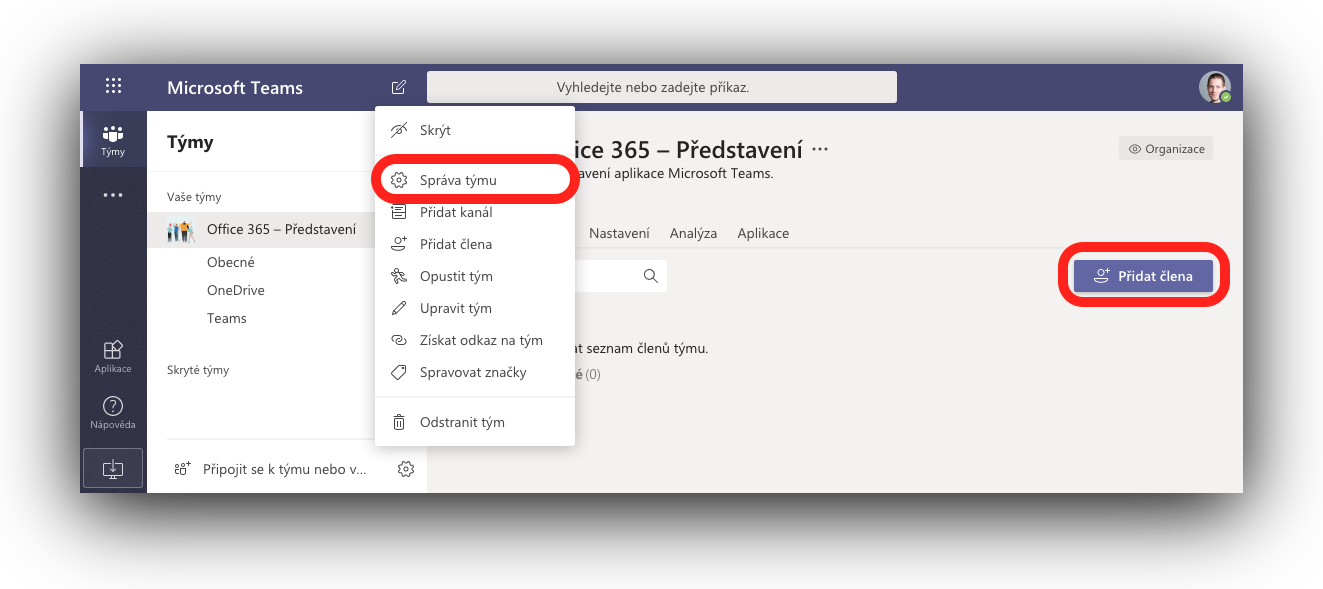 Microsoft Teams
Vyhledejte nebo zadejte příkaz.
Týmy
Aplikace
Nápověda
Týmy
Vaše týmy
Office 365 – Představení
Obecné
OneDrive
Teams
Skryté týmy
Připojit se k týmu nebo v...
Skrýt
Správa týmu
Přidat kanál
Přidat člena
Opustit tým
Upravit tým
Získat odkaz na tým
Spravovat značky
Odstranit tým
365 – Představení ···
aplikace Microsoft Teams.
Organizace
Nastavení Analýza Aplikace
Přidat člena
seznam členů týmu.
(0)